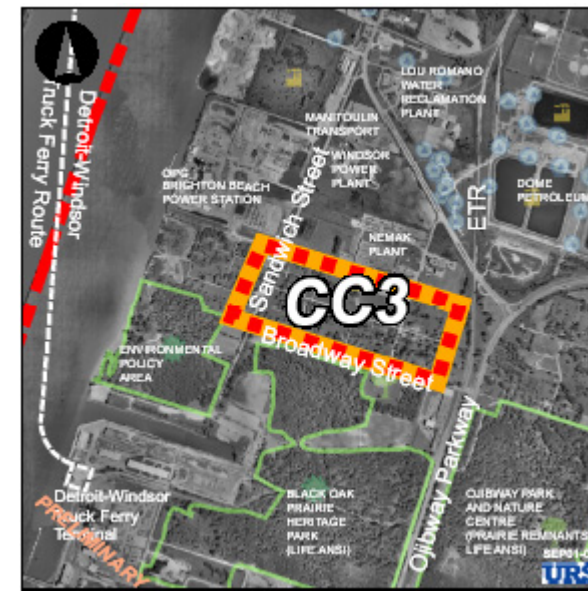 LOU ROMANO
WATER
RECLAMATION
PLANT
MANITOULIN
TRANSPORT
WINDSOR
POWER
PLANT
OPG
BRIGHTON BEACH
POWER STATION
ETR
DOME
PETROLEUM
NEMAK
PLANT
Detroit-Windsor
Truck Ferry Route
Sandwich Street
CC3
Broadway Street
ENVIRONMENTAL
POLICY
AREA
Ojibway Parkway
Detroit-Windsor
Truck Ferry
Terminal
PRELIMINARY
BLACK OAK
PRAIRIE
HERITAGE
PARK
(LIFE ANSI)
OJIBWAY PARK
AND NATURE
CENTRE
(PRAIRIE REMNANTS
LIFE ANSI)
URS